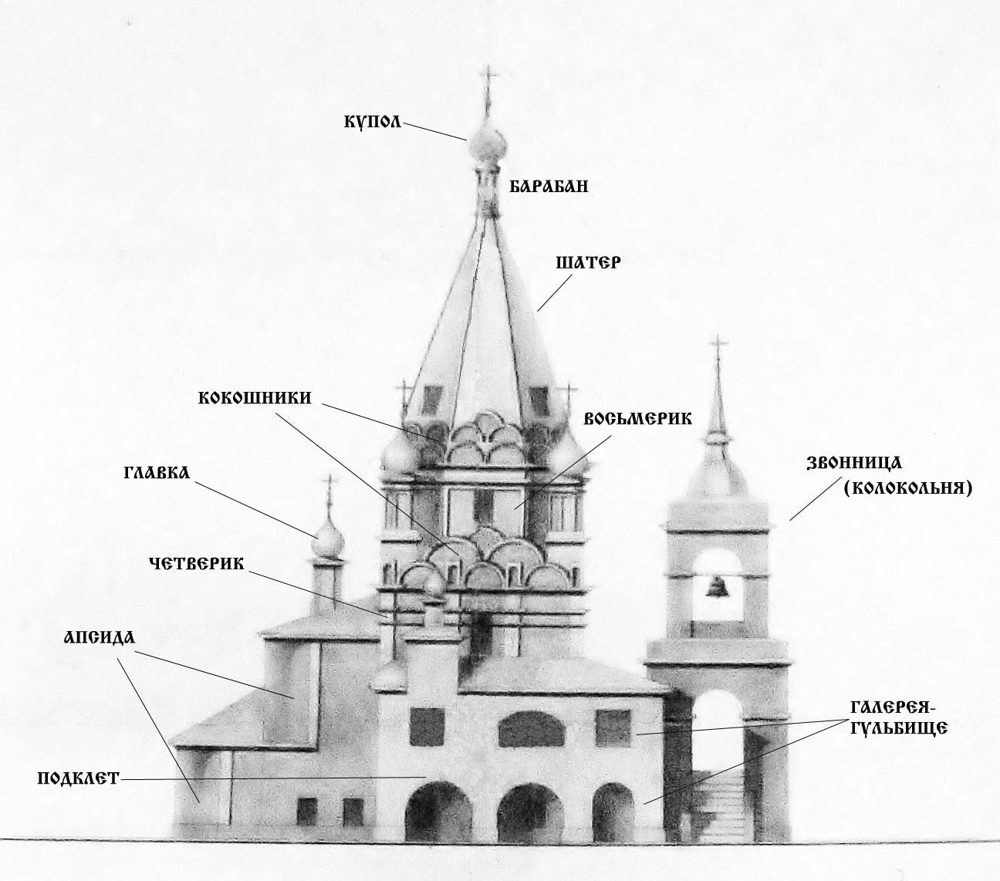 КУПОЛ
БАРАБАН
ШАТЕР
КОКОШНИКИ
ВОСЬМЕРИК
ГЛАВКА
ЗВОННИЦА
(КОЛОКОЛЬНЯ)
ЧЕТВЕРИК
АПСИДА
ГАЛЕРЕЯ-
ГУЛЬБИЩЕ
ПОДКЛЕТ